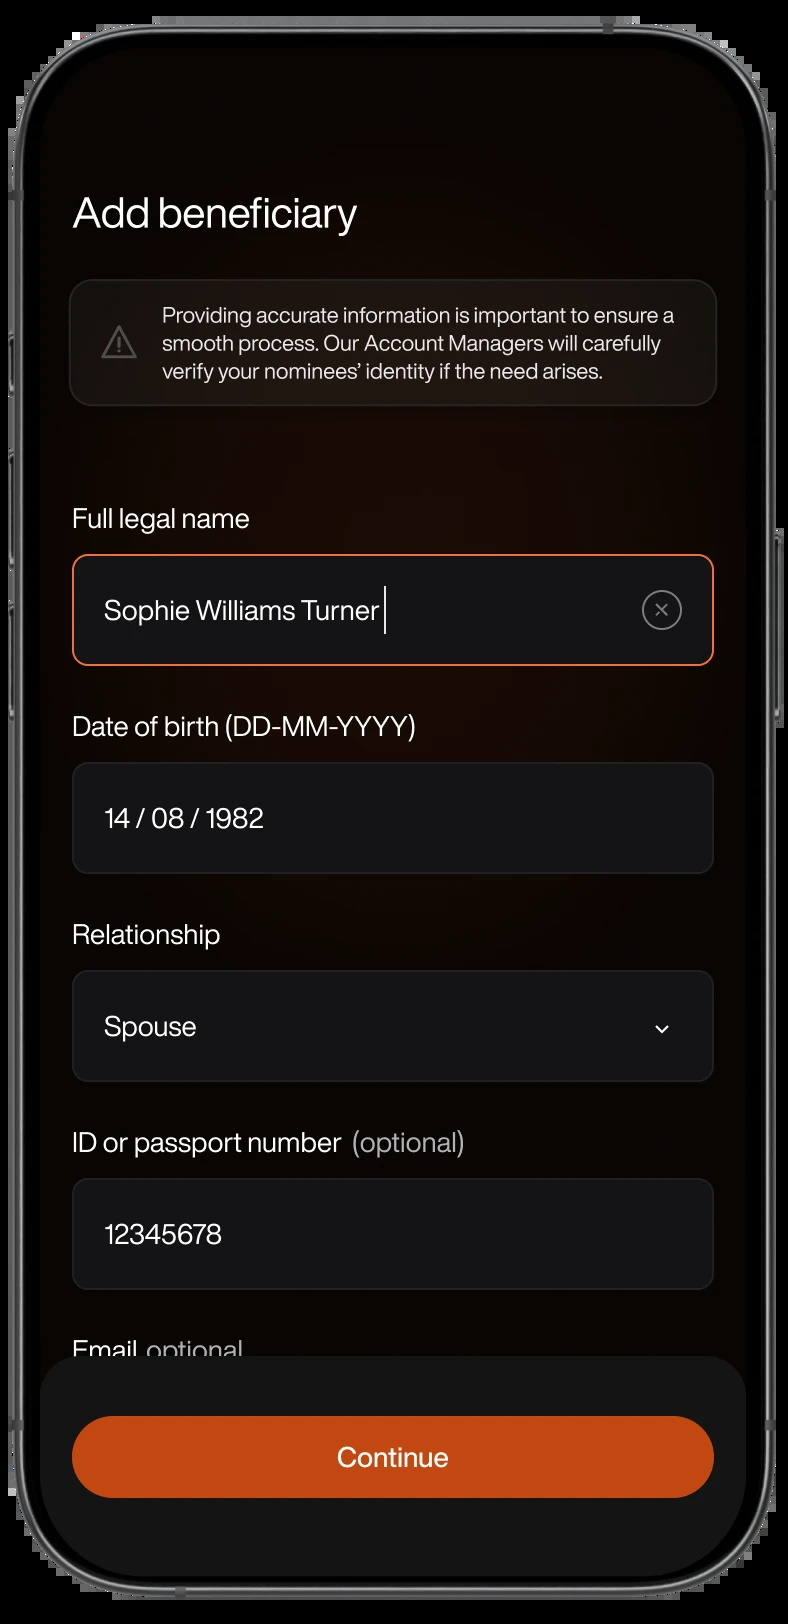 Add beneficiary
Providing accurate information is important to ensure a
smooth process. Our Account Managers will carefully
verify your nominees’ identity if the need arises.
Full legal name
Sophie Williams Turner
Date of birth (DD-MM-YYYY)
14 / 08 / 1982
Relationship
Spouse
ID or passport number (optional)
12345678
Email optional
Continue